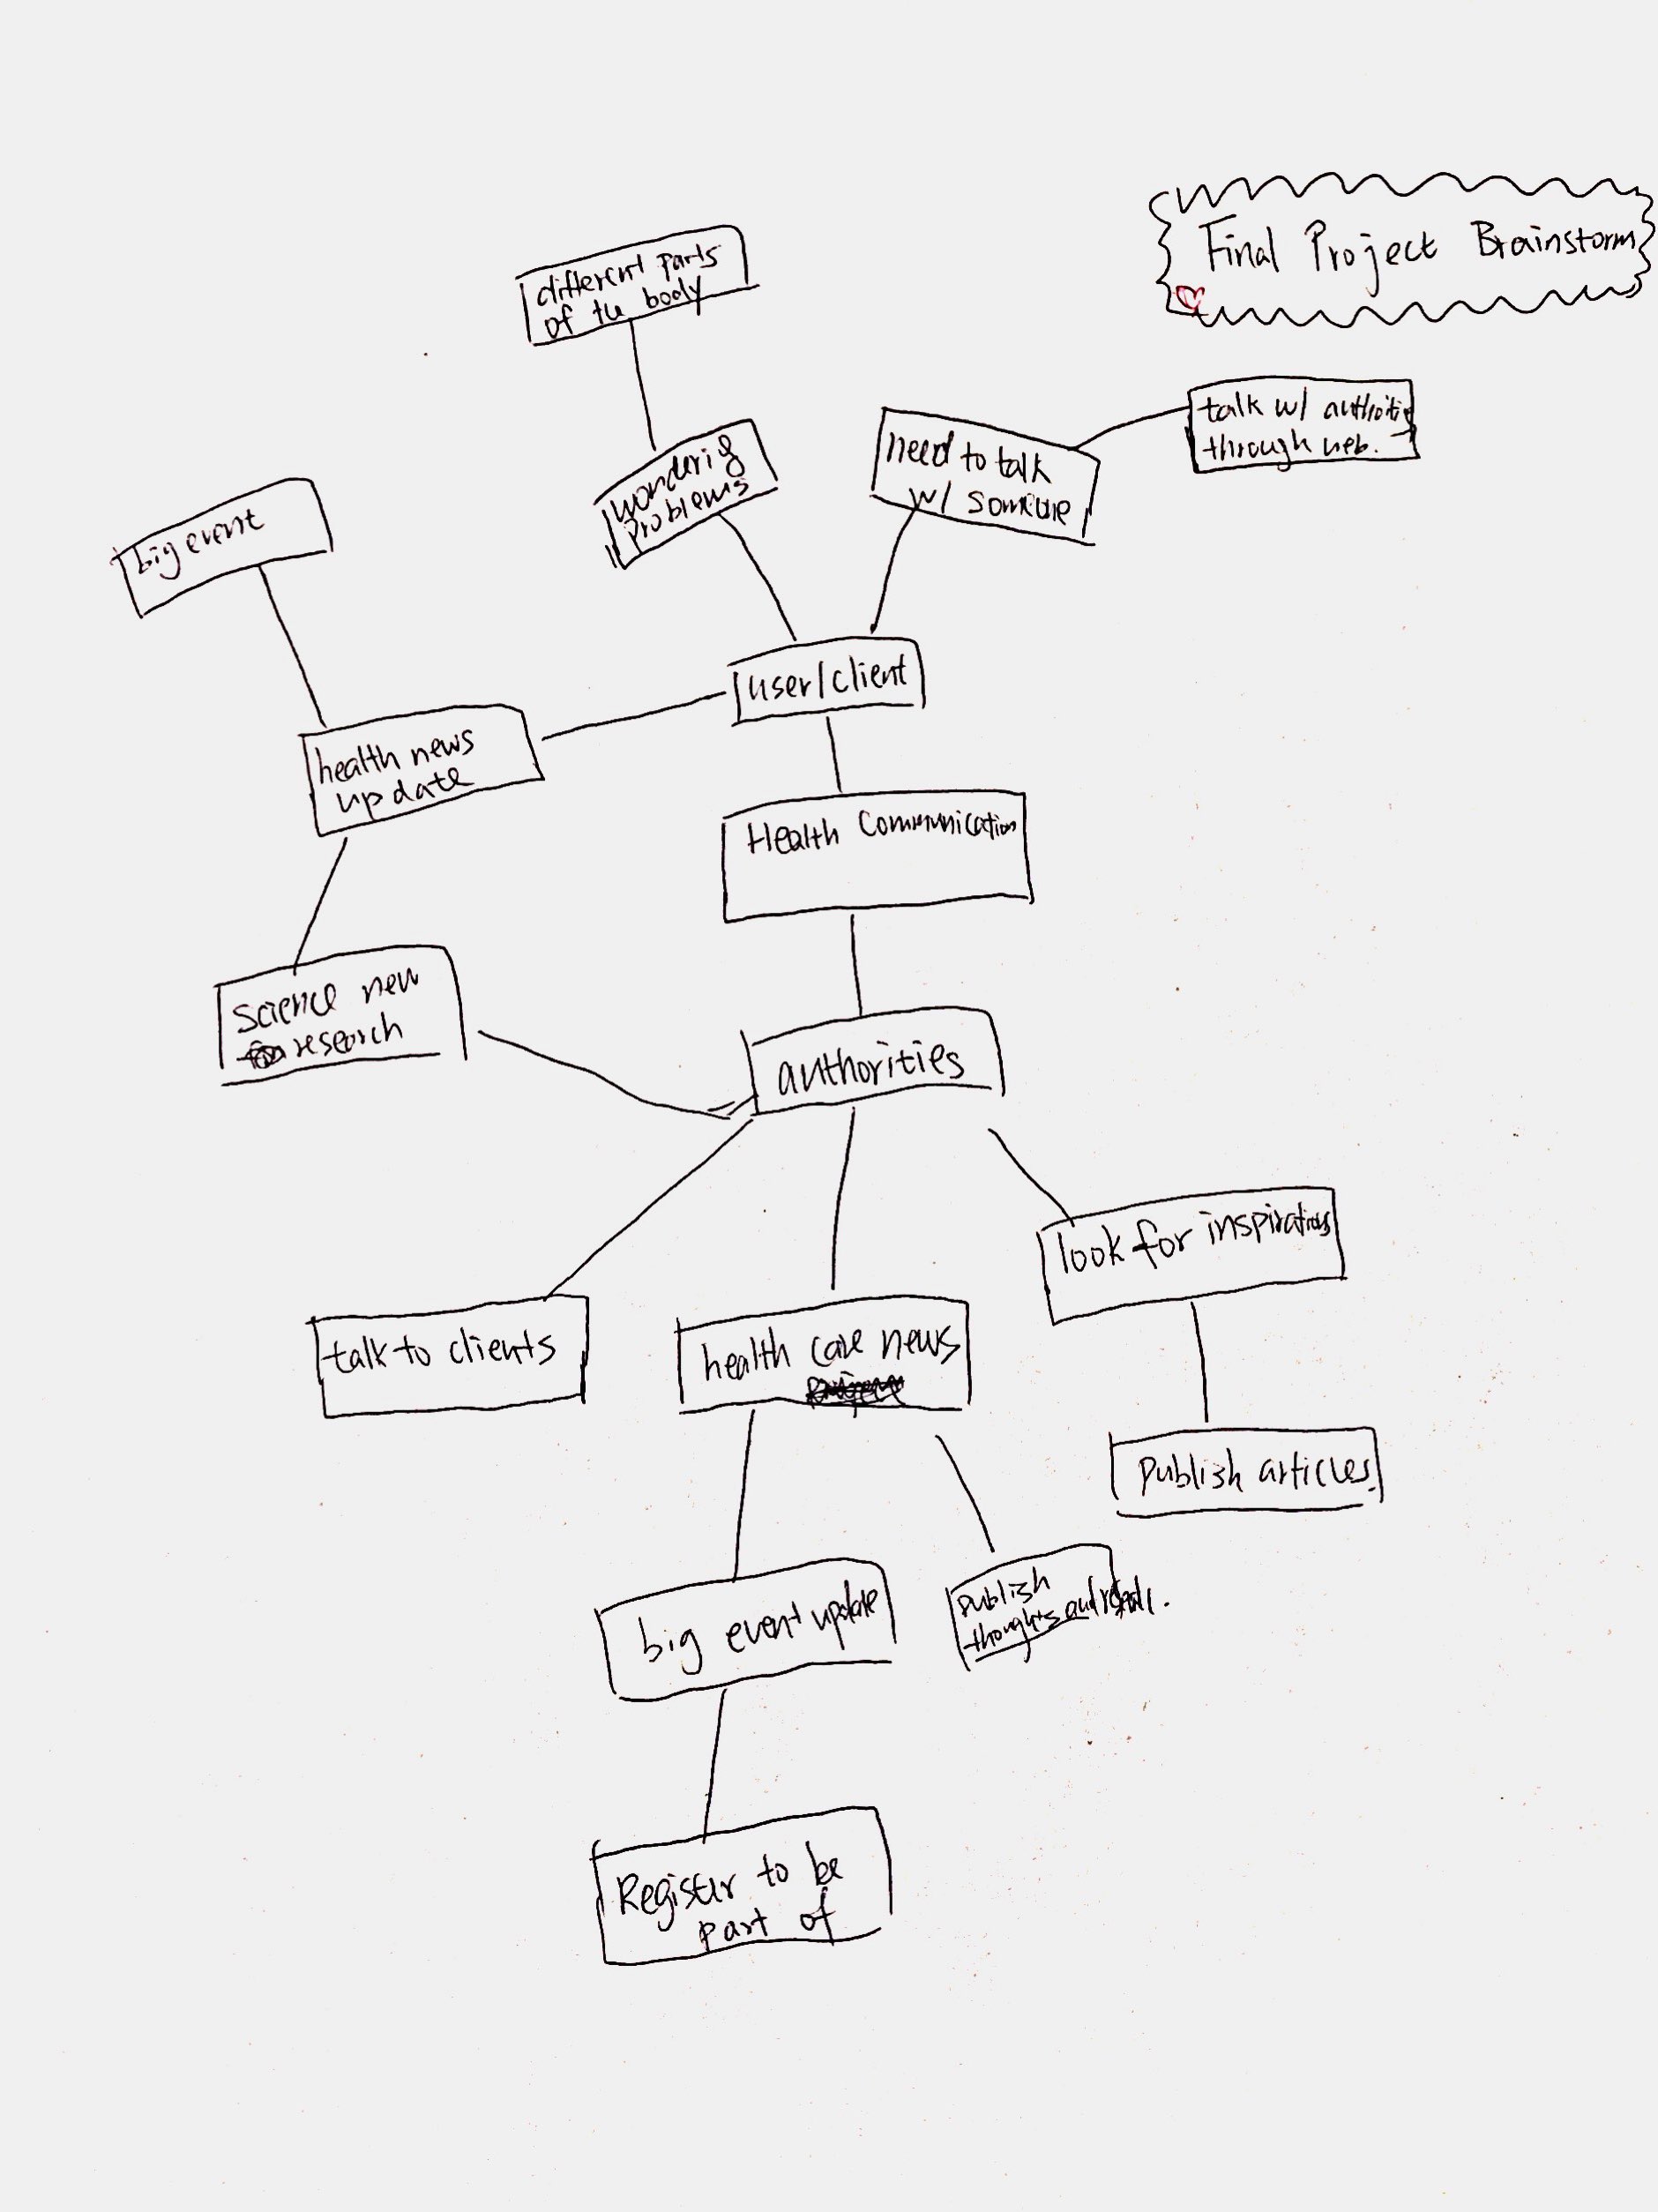 Final Project Brainstorm
different parts
of the body
talk w/ authoritie
through web.
need to talk
w/ someone
wondering
problems
big event
user/client
health news
update
Health Communication
science new
research
authorities
look for inspirations
talk to clients
health care news
publish articles.
big event update
publish
thoughts and
Register to be
part of